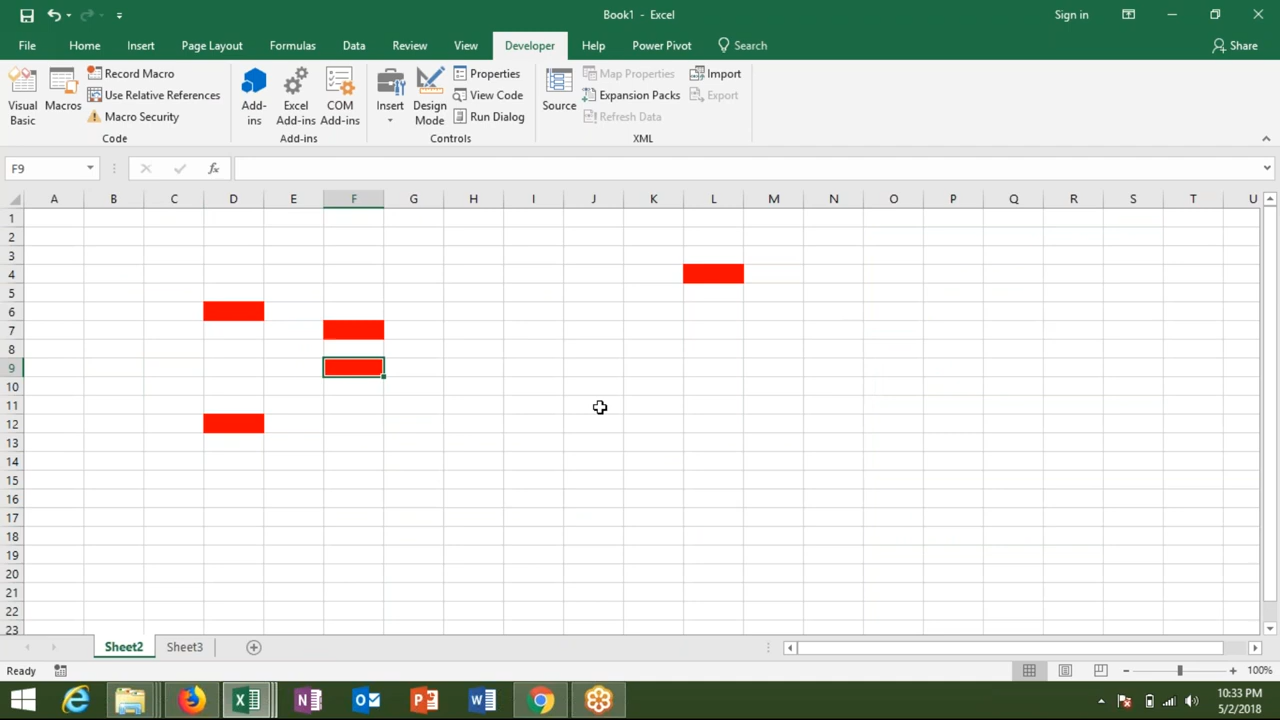 Book1 - Excel
Sign in
File Home Insert Page Layout Formulas Data Review View Developer Help Power Pivot Search Share
Visual Basic
Macros
Record Macro
Use Relative References
Macro Security
Code
Add-ins
Excel Add-ins
COM Add-ins
Add-ins
Insert
Design Mode
Properties
View Code
Run Dialog
Controls
Source
Map Properties
Expansion Packs
Refresh Data
Import
Export
XML
F9
fx
A B C D E F G H I J K L M N O P Q R S T U
1
2
3
4
5
6
7
8
9
10
11
12
13
14
15
16
17
18
19
20
21
22
23
Sheet2 Sheet3
Ready
100%
10:33 PM
5/2/2018